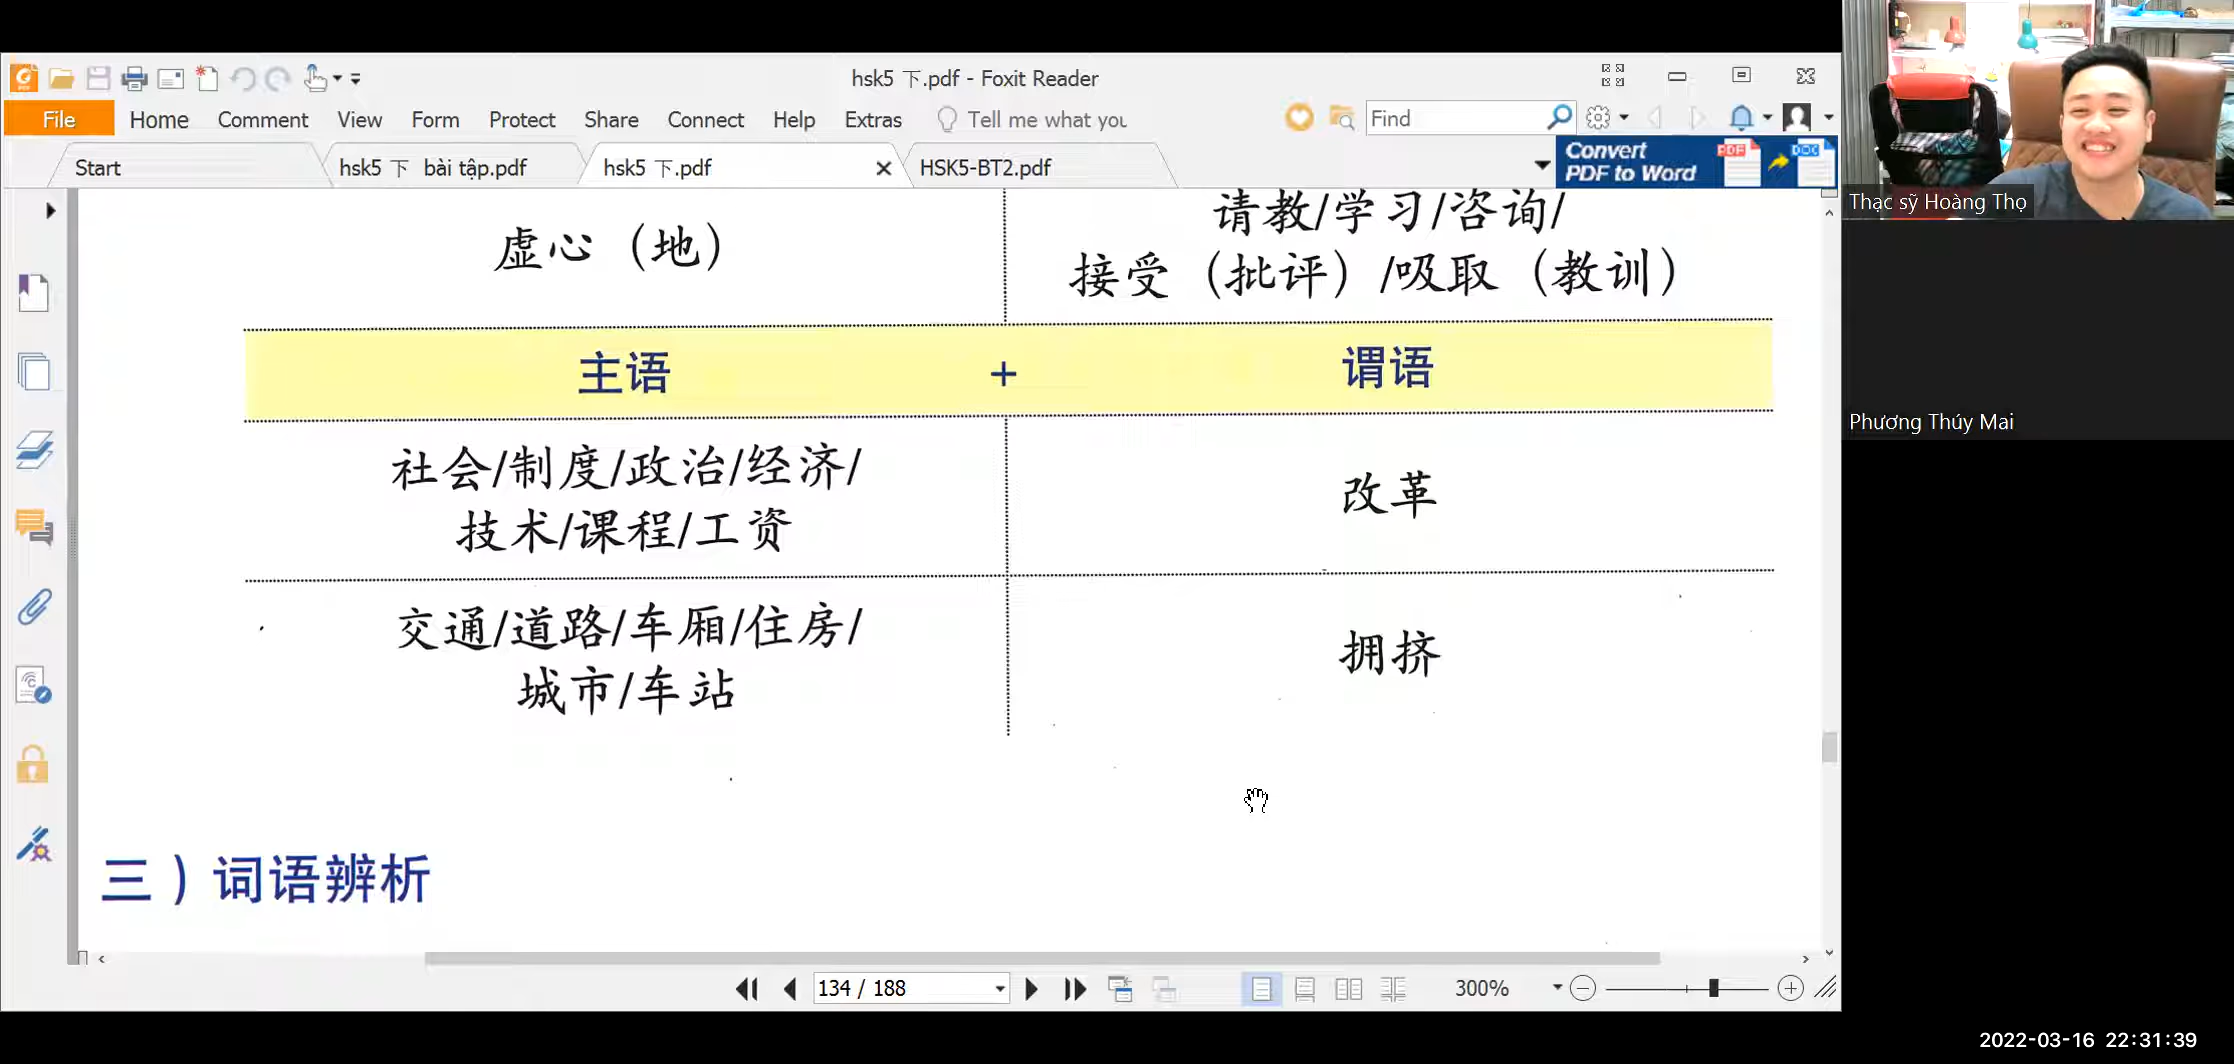 hsk5 下.pdf - Foxit Reader
File Home Comment View Form Protect Share Connect Help Extras Tell me what you Find
Start hsk5 下 bài tập.pdf hsk5 下.pdf HSK5-BT2.pdf
Convert
PDF to Word
PDF DOC
虚心（地）
请教/学习/咨询/
接受（批评）/吸取（教训）
主语 + 谓语
社会/制度/政治/经济/
技术/课程/工资
改革
交通/道路/车厢/住房/
城市/车站
拥挤
三）词语辨析
134 / 188 300%
Thạc sỹ Hoàng Thọ
Phương Thúy Mai
2022-03-16 22:31:39